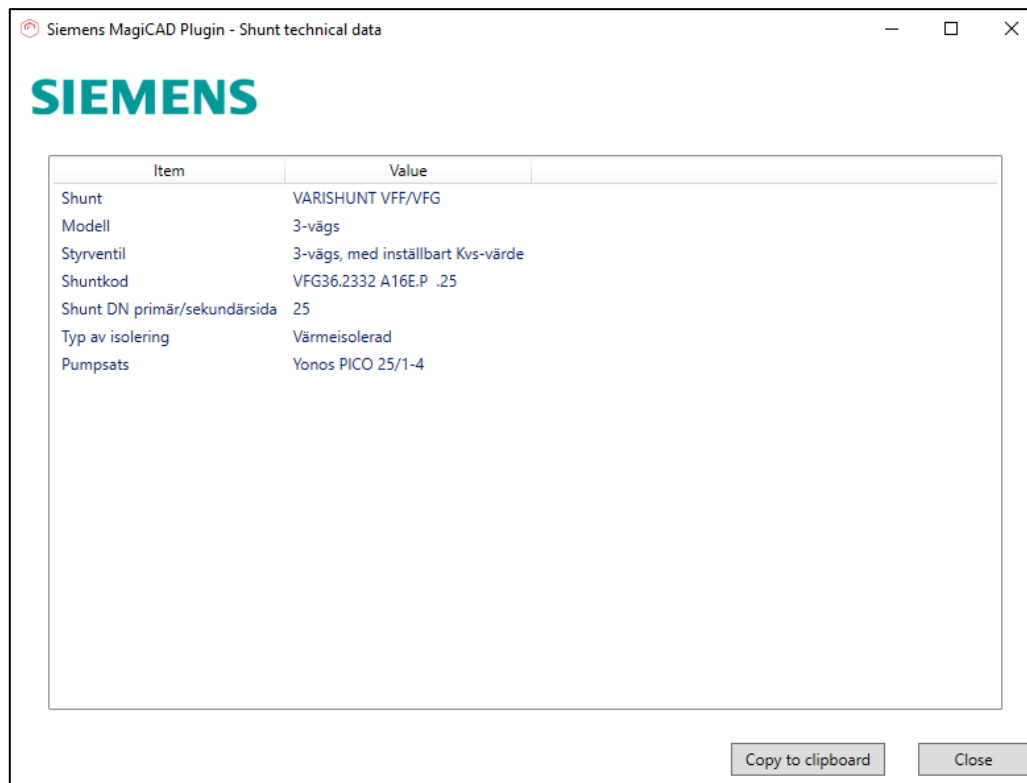 Siemens MagiCAD Plugin - Shunt technical data
SIEMENS
Item Value
Shunt VARISHUNT VFF/VFG
Modell 3-vägs
Styrventil 3-vägs, med inställbart Kvs-värde
Shuntkod VFG36.2332 A16E.P  .25
Shunt DN primär/sekundärsida 25
Typ av isolering Värmeisolerad
Pumpsats Yonos PICO 25/1-4
Copy to clipboard Close